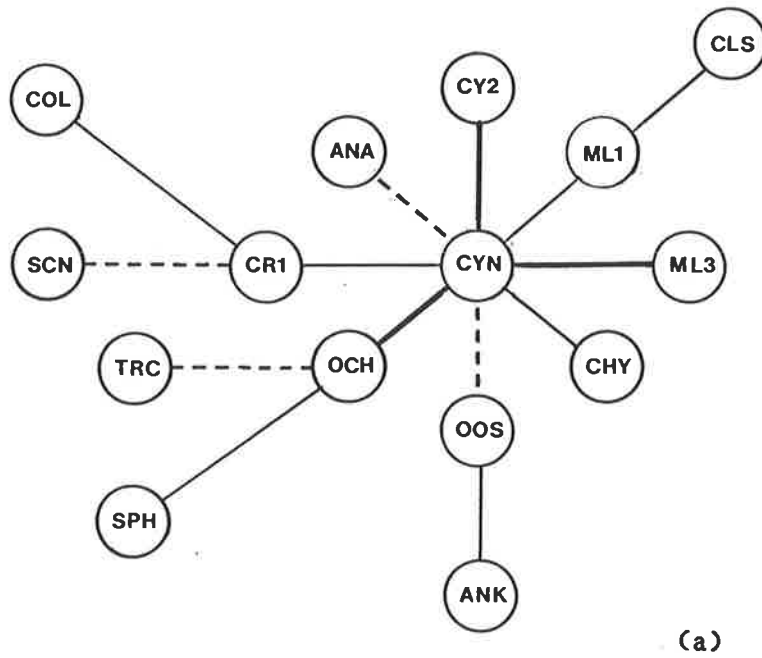 CLS
CY2
COL
ANA
ML1
SCN
CR1
CYN
ML3
TRC
OCH
CHY
OOS
SPH
ANK
(a)